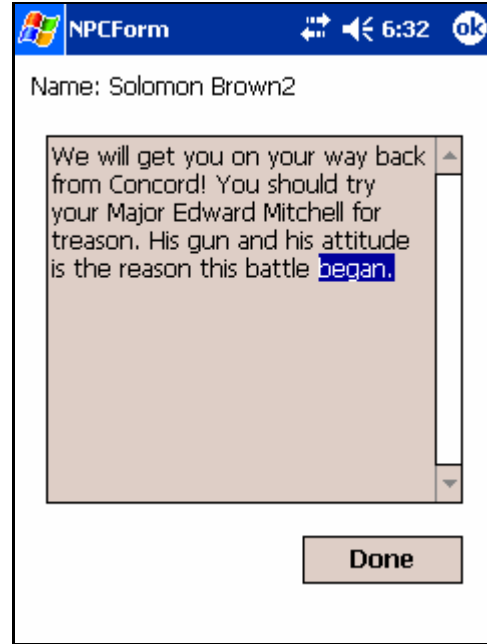 NPCForm 6:32 ok
Name: Solomon Brown2
We will get you on your way back
from Concord! You should try
your Major Edward Mitchell for
treason. His gun and his attitude
is the reason this battle began.
Done